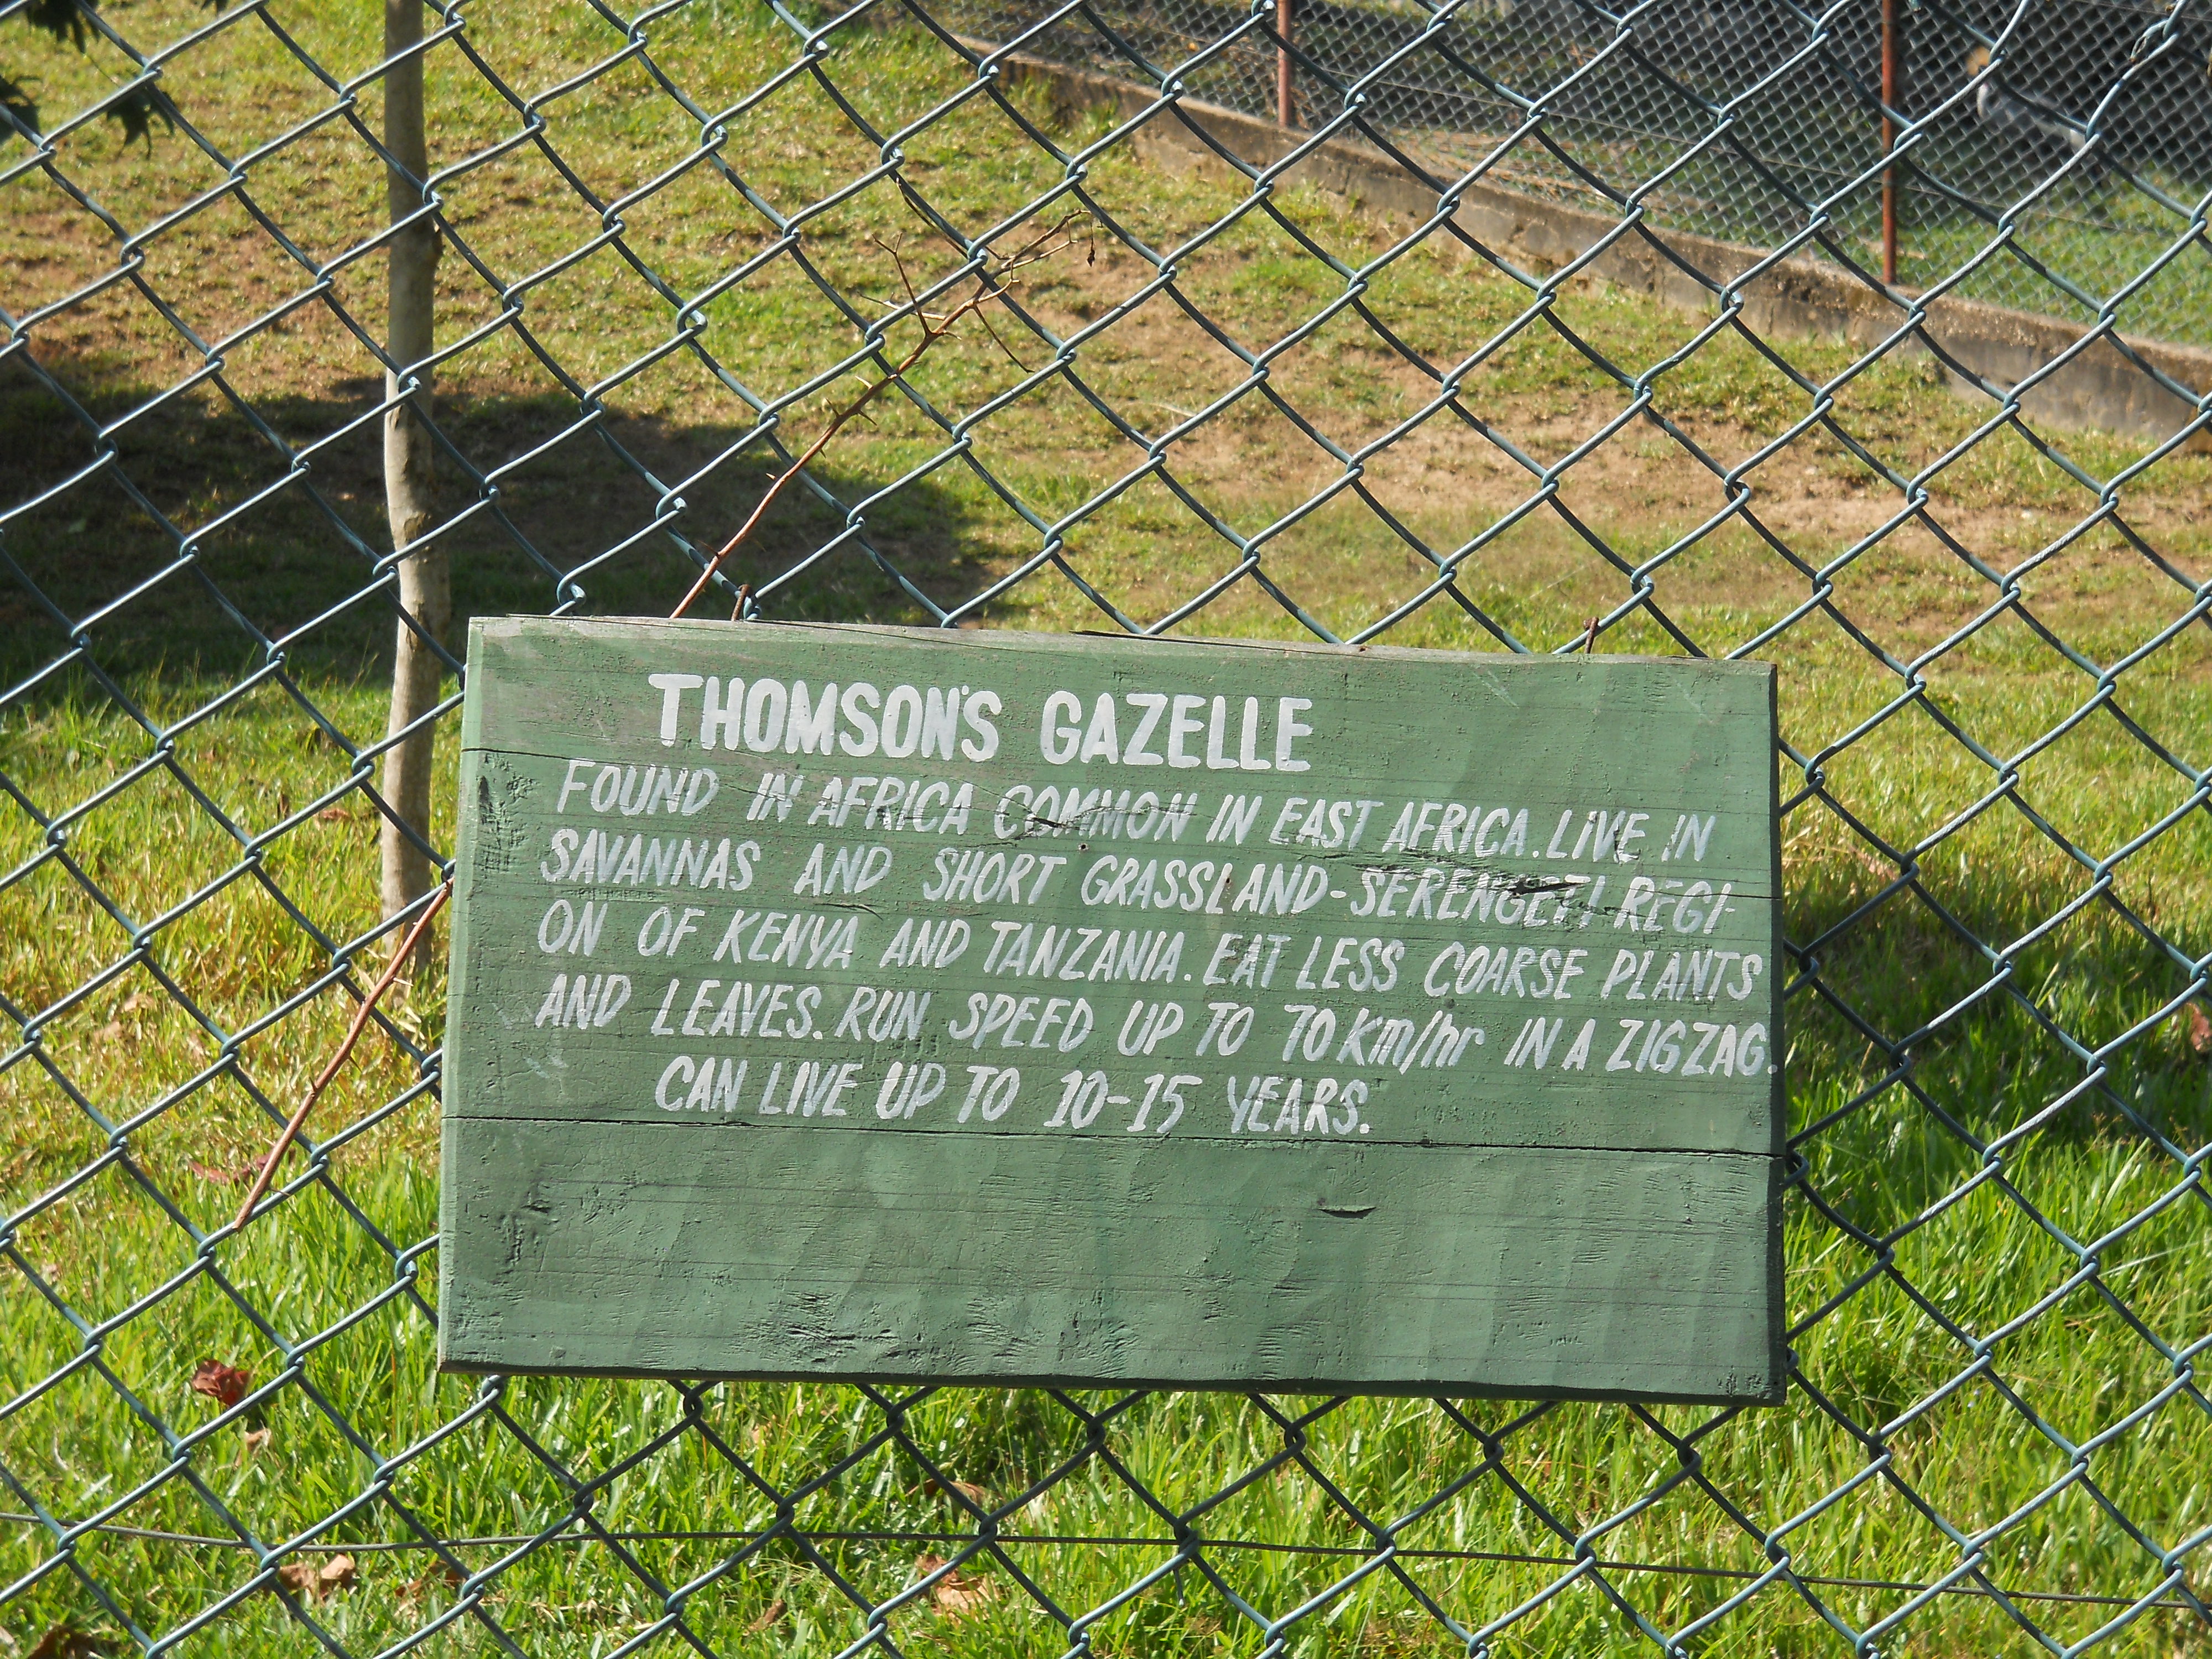 THOMSON'S GAZELLE
FOUND IN AFRICA COMMON IN EAST AFRICA. LIVE IN
SAVANNAS AND SHORT GRASSLAND-SERENGETI REGI-
ON OF KENYA AND TANZANIA. EAT LESS COARSE PLANTS
AND LEAVES. RUN SPEED UP TO 70 Km/hr IN A ZIGZAG.
CAN LIVE UP TO 10-15 YEARS.